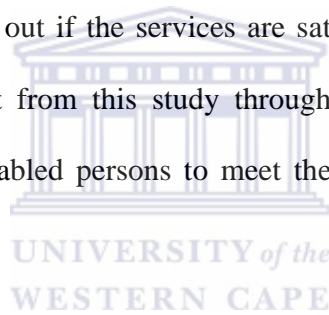 out if the services are sat
t from this study through
abled persons to meet the
UNIVERSITY of the
WESTERN CAPE